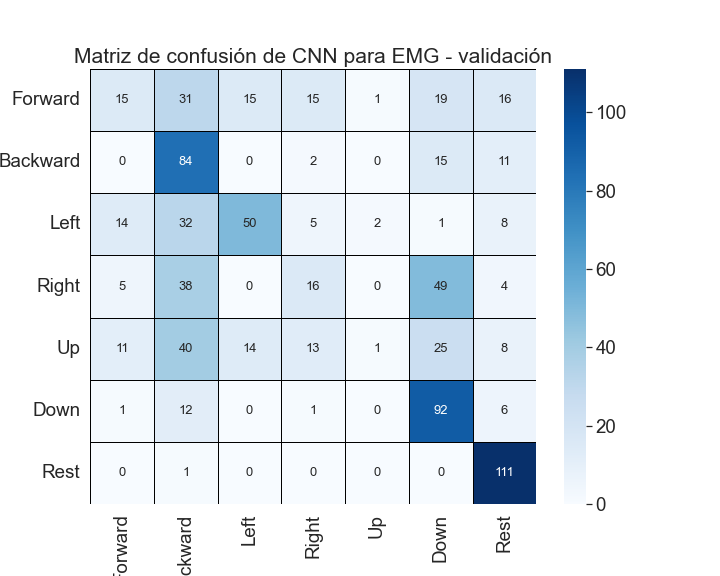 Matriz de confusión de CNN para EMG - validación
Forward 15 31 15 15 1 19 16
Backward 0 84 0 2 0 15 11
Left 14 32 50 5 2 1 8
Right 5 38 0 16 0 49 4
Up 11 40 14 13 1 25 8
Down 1 12 0 1 0 92 6
Rest 0 1 0 0 0 0 111
Forward
ckward
Left
Right
Up
Down
Rest
100
80
60
40
20
0